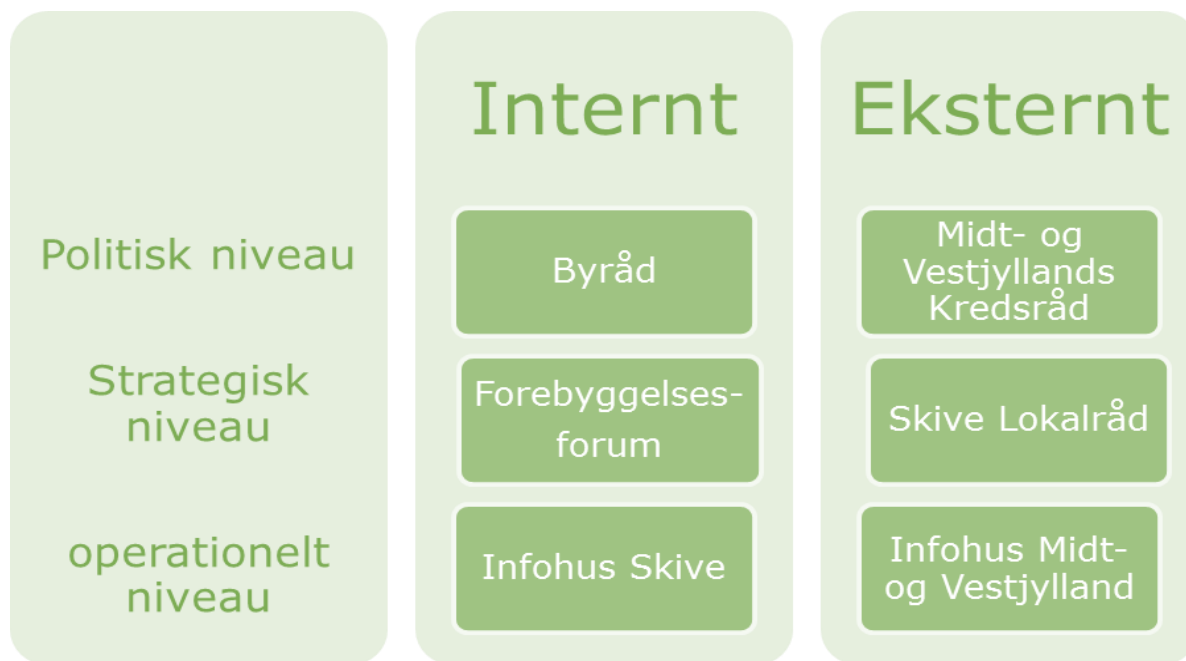 Internt
Eksternt
Politisk niveau
Byråd
Midt- og
Vestjyllands
Kredsråd
Strategisk
niveau
Forebyggelses-
forum
Skive Lokalråd
operationelt
niveau
Infohus Skive
Infohus Midt-
og Vestjylland